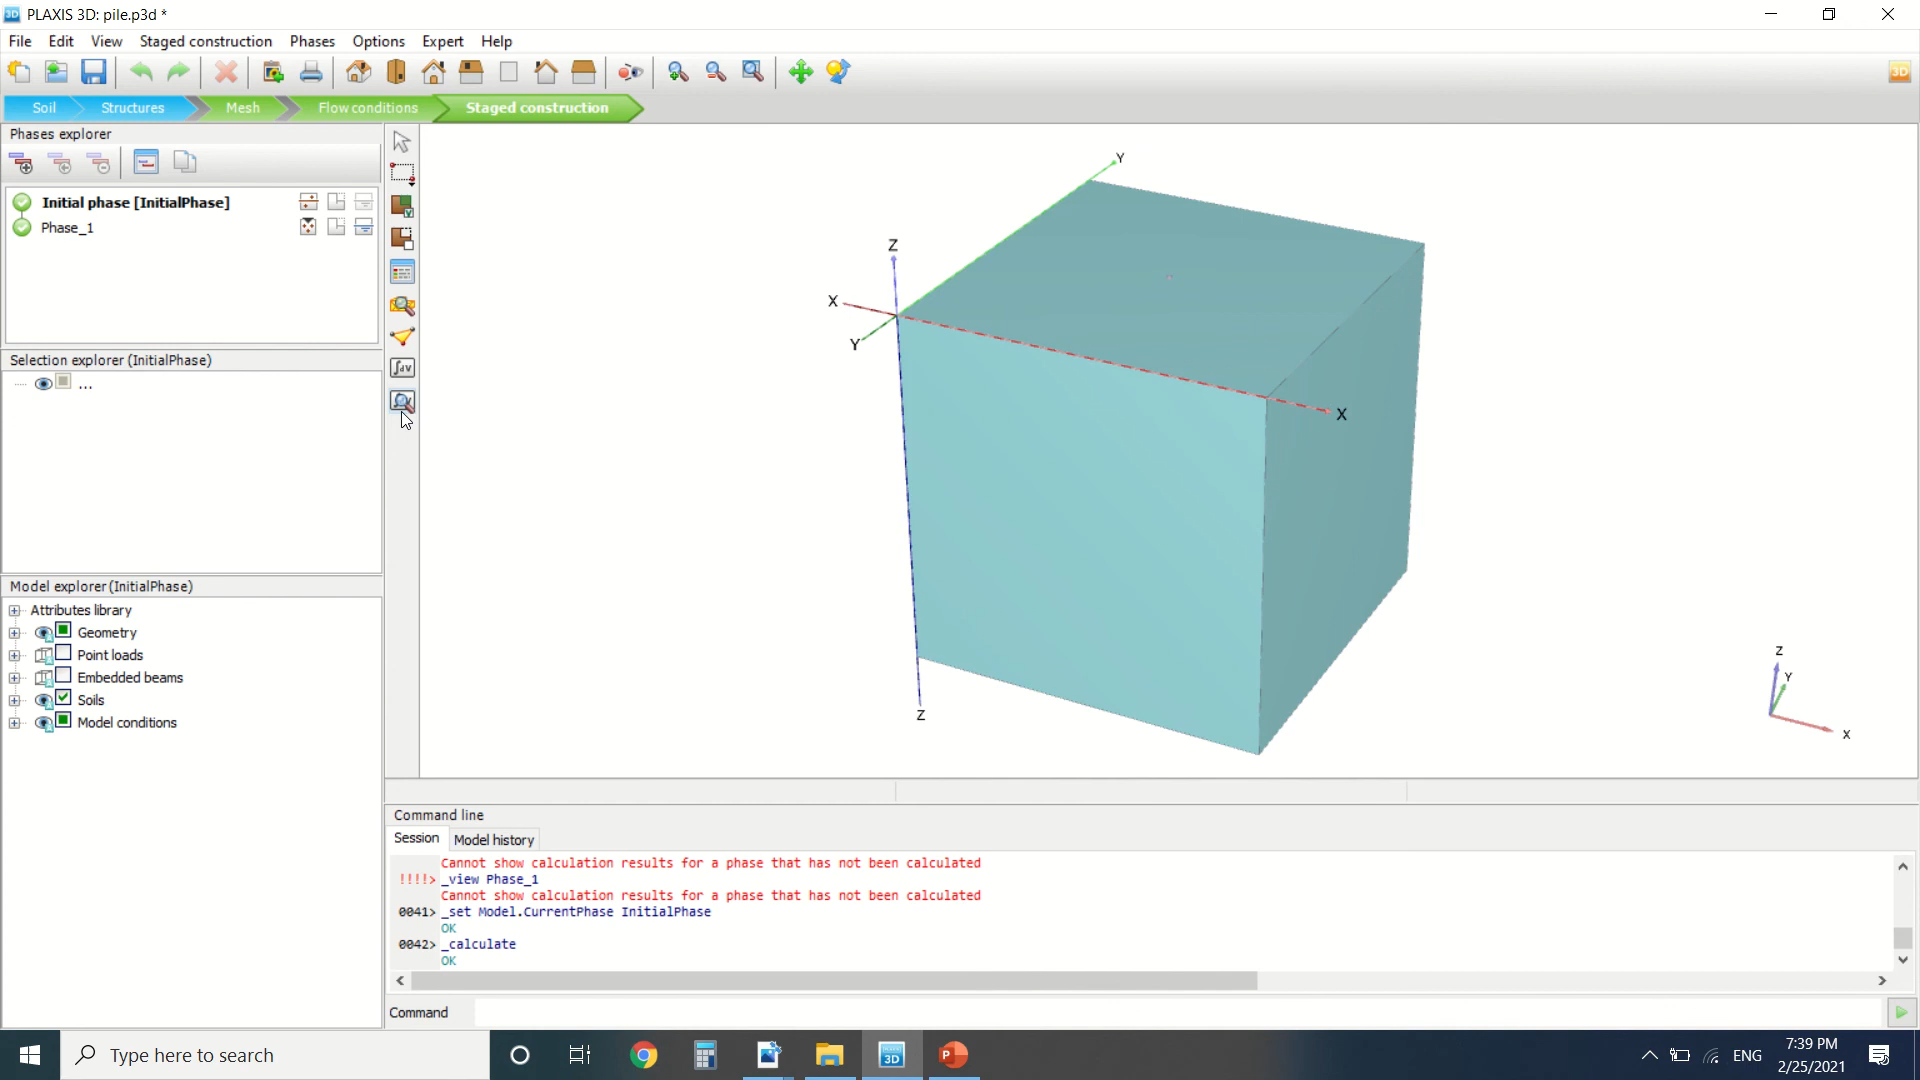 PLAXIS 3D: pile.p3d *
File Edit View Staged construction Phases Options Expert Help
3D
Soil Structures Mesh Flow conditions Staged construction
Phases explorer
Initial phase [InitialPhase]
Phase_1
Selection explorer (InitialPhase)
...
Model explorer (InitialPhase)
Attributes library
Geometry
Point loads
Embedded beams
Soils
Model conditions
∫dv
Y
Z
X
Y
X
Z
Z
Y
X
Command line
Session Model history
Cannot show calculation results for a phase that has not been calculated
!!!!> _view Phase_1
Cannot show calculation results for a phase that has not been calculated
0041> _set Model.CurrentPhase InitialPhase
OK
0042> _calculate
OK
Command
Type here to search
3D
P
ENG
7:39 PM
2/25/2021